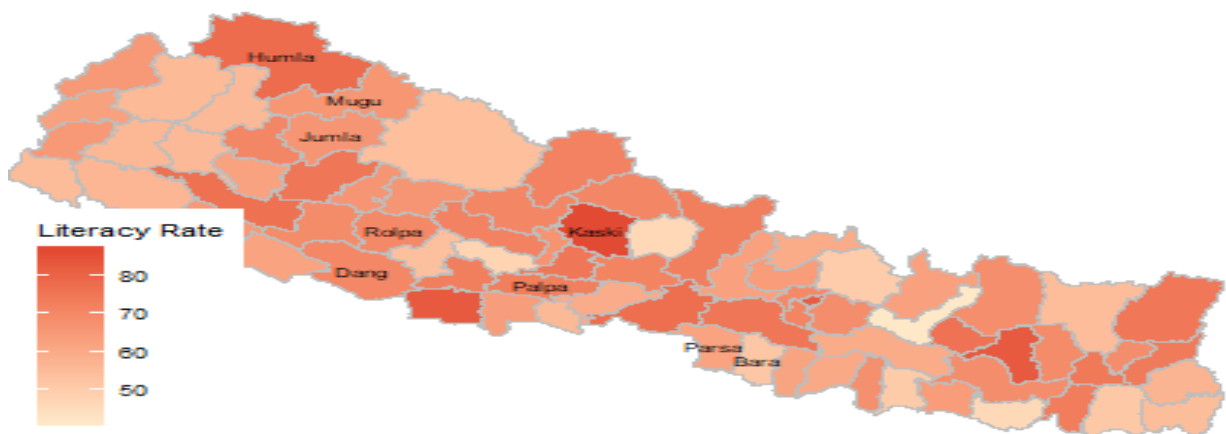 Humla
Mugu
Jumla
Literacy Rate
Rolpa
Kaski
Dang
80
Palpa
70
Parsa
60
Bara
50